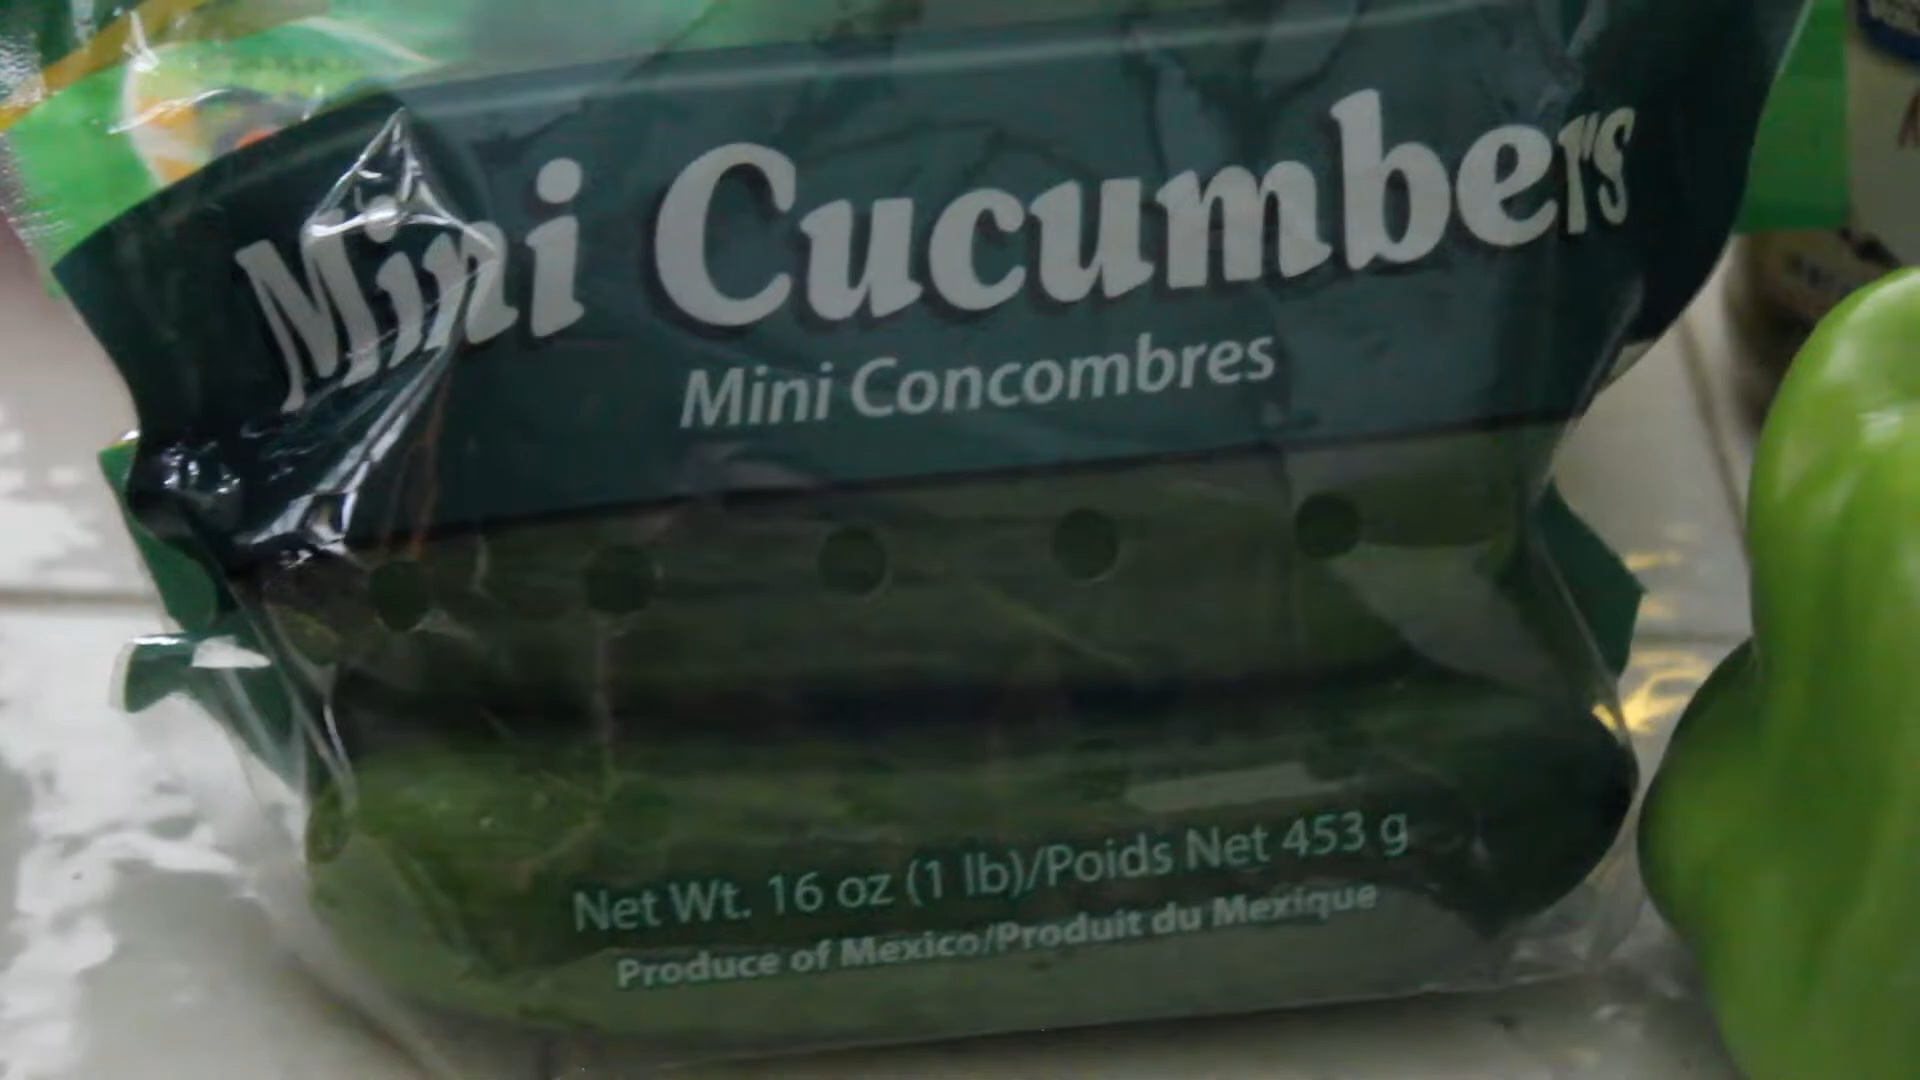 Mini Cucumbers
Mini Concombres
Net Wt. 16 oz (1 lb)/Poids Net 453 g
Produce of Mexico/Produit du Mexique